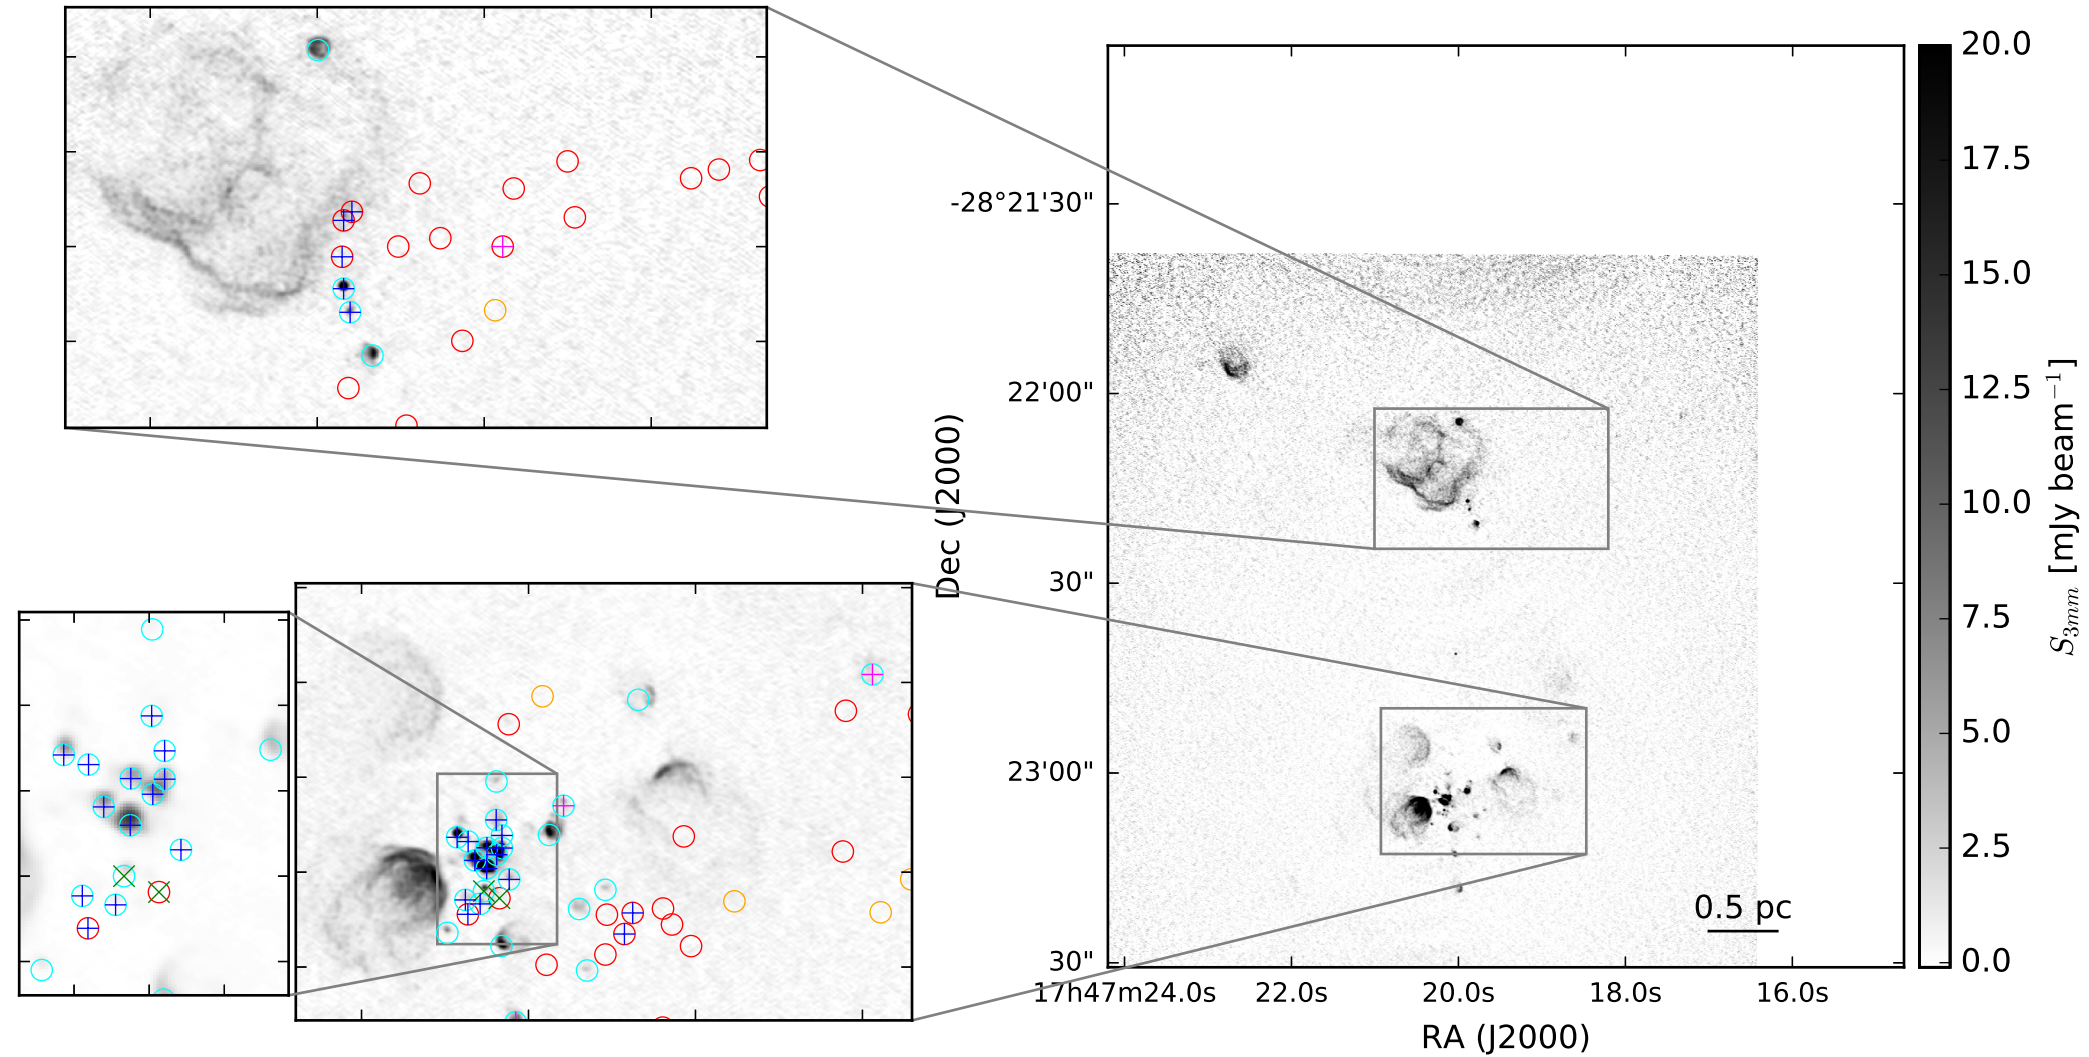 -28°21'30"
22'00"
30"
23'00"
30"
Dec (J2000)
17h47m24.0s 22.0s 20.0s 18.0s 16.0s
RA (J2000)
0.5 pc
20.0
17.5
15.0
12.5
10.0
7.5
5.0
2.5
0.0
S_{3mm} [mJy beam^{-1}]